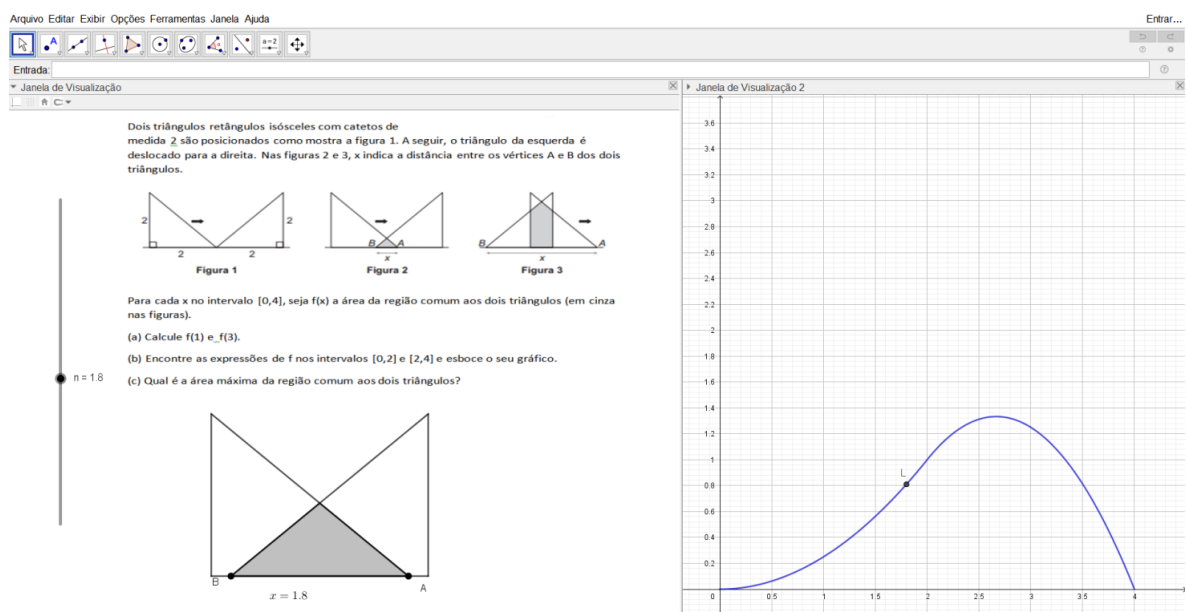 Arquivo Editar Exibir Opções Ferramentas Janela Ajuda
Entrar...
A
a=2
Entrada:
Janela de Visualização
Janela de Visualização 2
Dois triângulos retângulos isósceles com catetos de
medida 2 são posicionados como mostra a figura 1. A seguir, o triângulo da esquerda é
deslocado para a direita. Nas figuras 2 e 3, x indica a distância entre os vértices A e B dos dois
triângulos.
2
2
2
2
Figura 1
B
A
x
Figura 2
B
A
x
Figura 3
Para cada x no intervalo [0,4], seja f(x) a área da região comum aos dois triângulos (em cinza
nas figuras).
(a) Calcule f(1) e_f(3).
(b) Encontre as expressões de f nos intervalos [0,2] e [2,4] e esboce o seu gráfico.
n = 1.8
(c) Qual é a área máxima da região comum aos dois triângulos?
B
A
x = 1.8
3.6
3.4
3.2
3
2.8
2.6
2.4
2.2
2
1.8
1.6
1.4
1.2
1
0.8
0.6
0.4
0.2
L
0
0.5
1
1.5
2
2.5
3
3.5
4